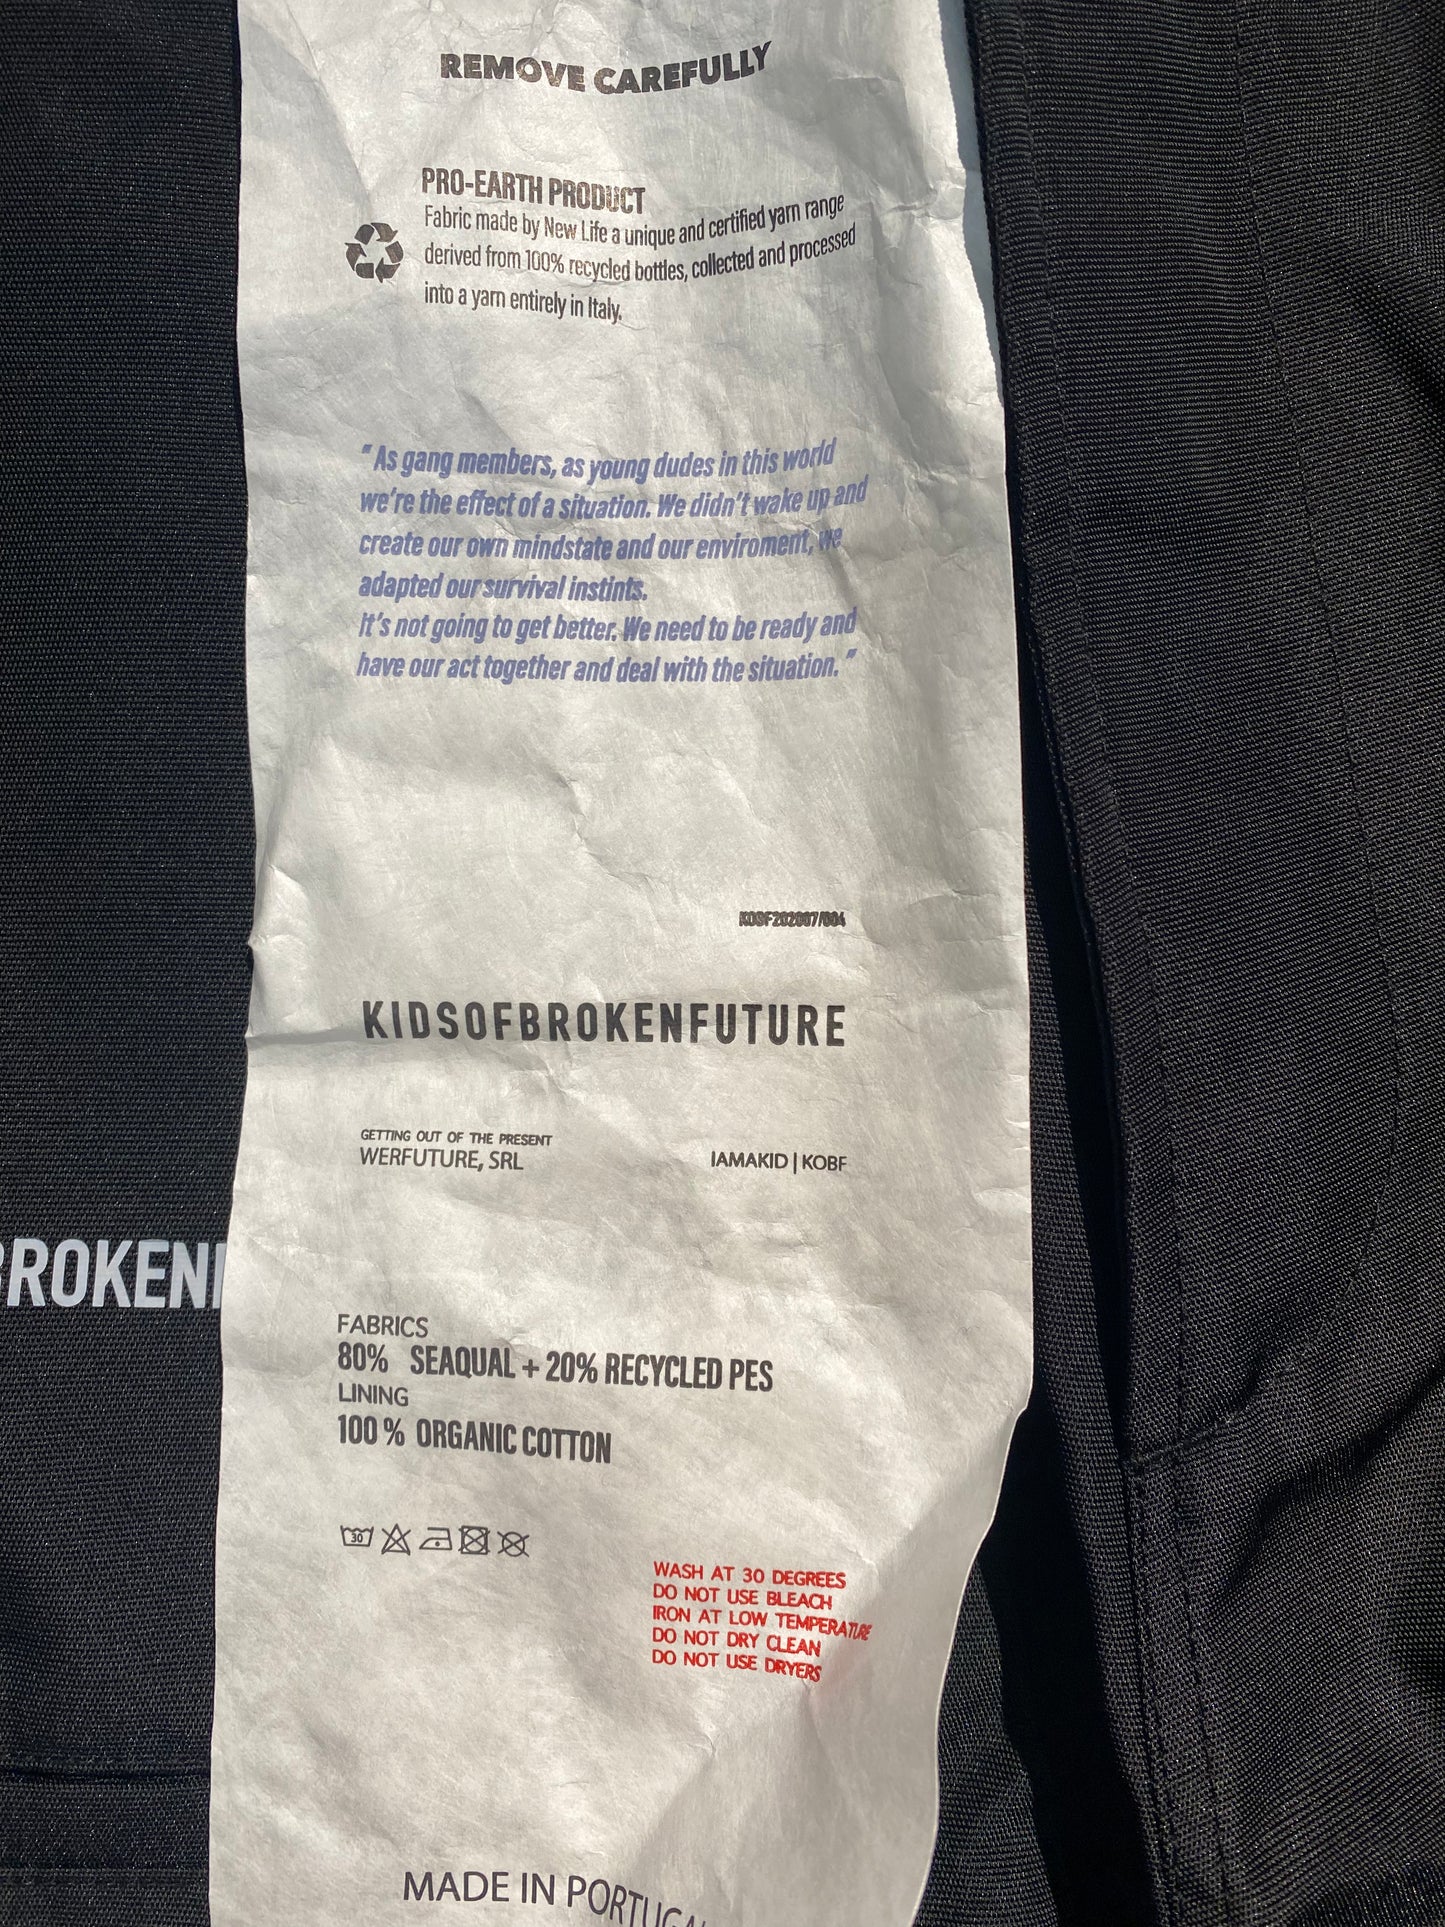 REMOVE CAREFULLY
PRO-EARTH PRODUCT
Fabric made by New Life a unique and certified yarn range
derived from 100% recycled bottles, collected and processed
into a yarn entirely in Italy.
" As gang members, as young dudes in this world
we're the effect of a situation. We didn't wake up and
create our own mindstate and our enviroment, we
adapted our survival instints.
It's not going to get better. We need to be ready and
have our act together and deal with the situation. "
KIDSOFBROKENFUTURE
GETTING OUT OF THE PRESENT
WERFUTURE, SRL
IAMAKID | KOBF
BROKEN
FABRICS
80% SEAQUAL + 20% RECYCLED PES
LINING
100 % ORGANIC COTTON
30
WASH AT 30 DEGREES
DO NOT USE BLEACH
IRON AT LOW TEMPERATURE
DO NOT DRY CLEAN
DO NOT USE DRYERS
MADE IN PORTUGAL